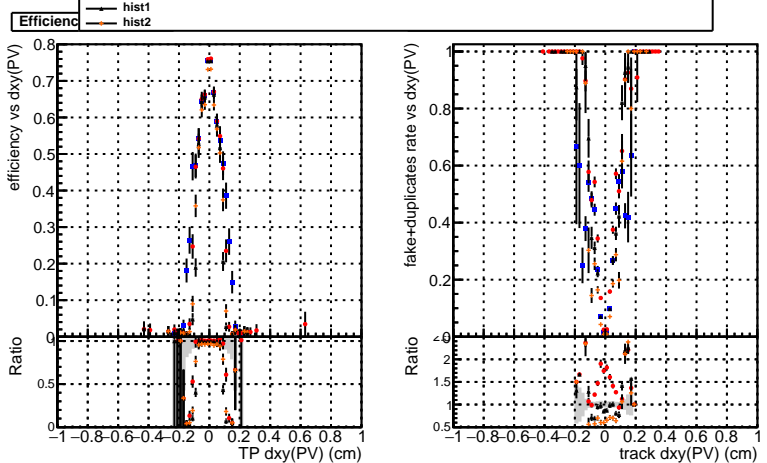 hist1
Efficienc
hist2
efficiency vs dxy(PV)
0.8
0.7
0.6
0.5
0.4
0.3
0.2
0.1
0
Ratio
1
0.5
0
−1 −0.8 −0.6 −0.4 −0.2 0 0.2 0.4 0.6 0.8 1
TP dxy(PV) (cm)
fake+duplicates rate vs dxy(PV)
1
0.8
0.6
0.4
0.2
Ratio
2
1.5
1
0.5
−1 −0.8 −0.6 −0.4 −0.2 0 0.2 0.4 0.6 0.8 1
track dxy(PV) (cm)